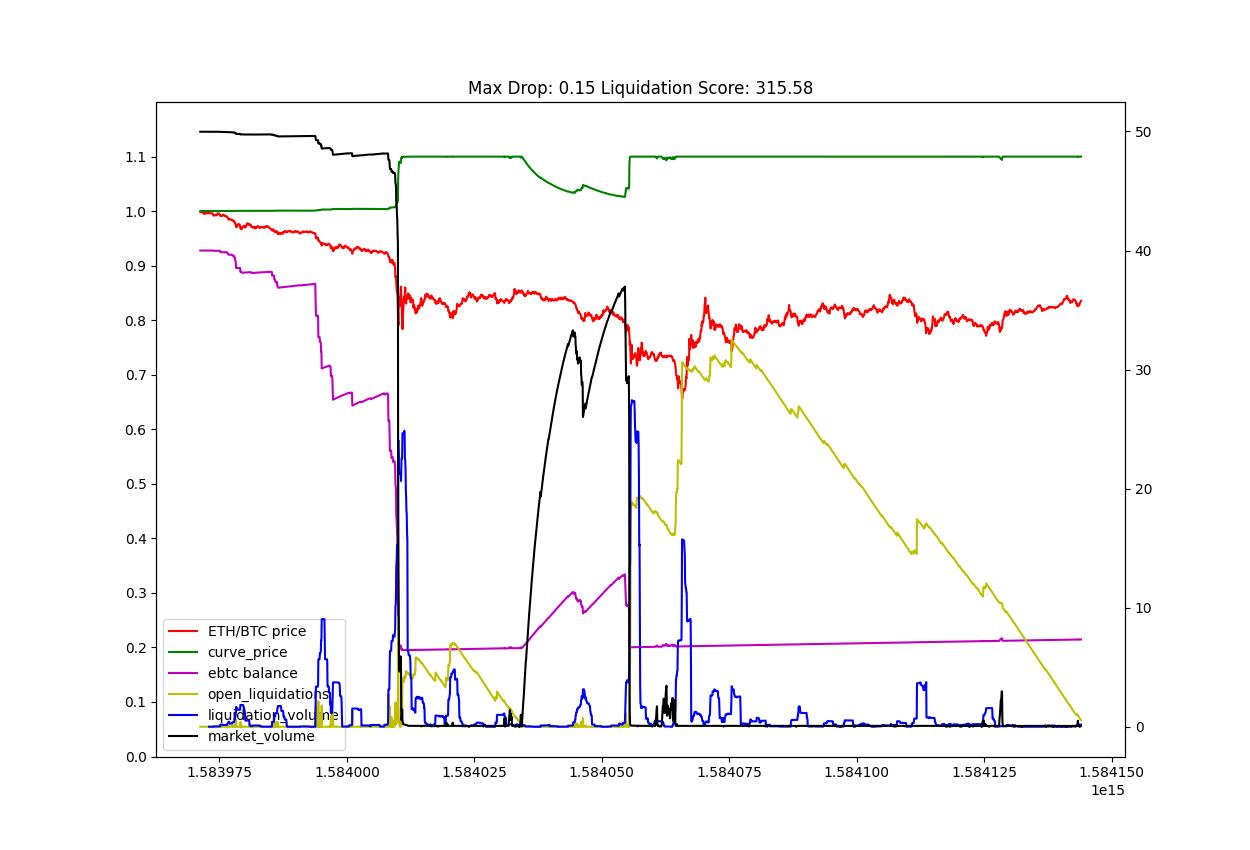 Max Drop: 0.15 Liquidation Score: 315.58
1.1
1.0
0.9
0.8
0.7
0.6
0.5
0.4
0.3
0.2
0.1
0.0
50
40
30
20
10
0
ETH/BTC price
curve_price
ebtc balance
open_liquidations
liquidation_volume
market_volume
1.583975 1.584000 1.584025 1.584050 1.584075 1.584100 1.584125 1.584150
1e15